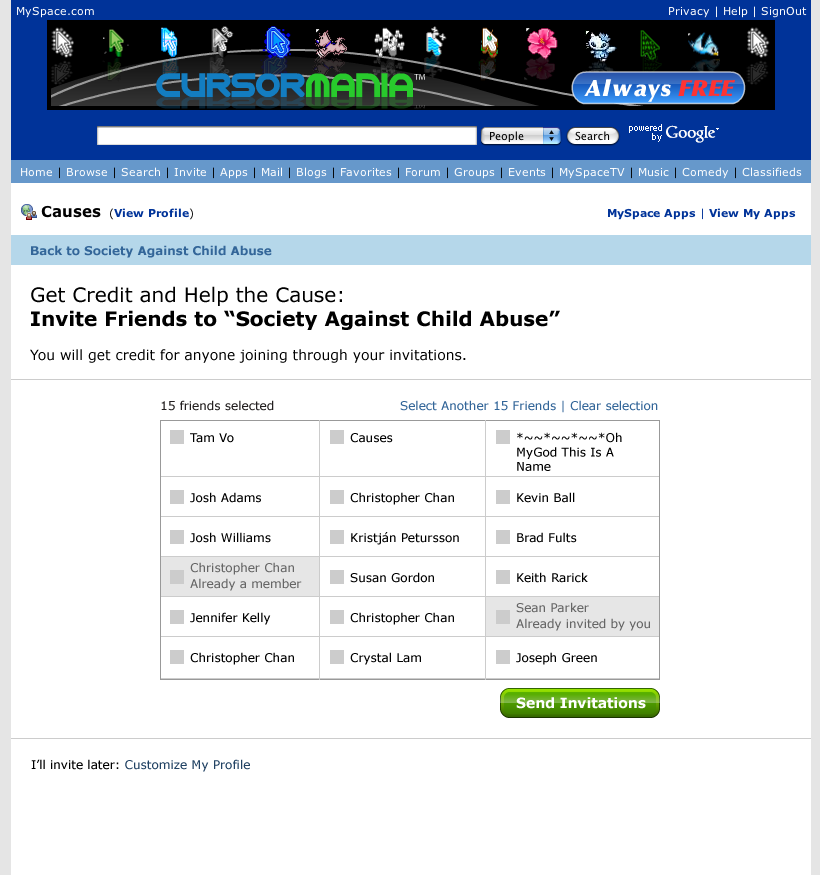 MySpace.com
Privacy | Help | SignOut
CURSORMANIA™
Always FREE
People
Search
powered by Google™
Home | Browse | Search | Invite | Apps | Mail | Blogs | Favorites | Forum | Groups | Events | MySpaceTV | Music | Comedy | Classifieds
Causes (View Profile)
MySpace Apps | View My Apps
Back to Society Against Child Abuse
Get Credit and Help the Cause:
Invite Friends to “Society Against Child Abuse”
You will get credit for anyone joining through your invitations.
15 friends selected
Select Another 15 Friends | Clear selection
Tam Vo
Causes
*~~*~~*~~*Oh
MyGod This Is A
Name
Josh Adams
Christopher Chan
Kevin Ball
Josh Williams
Kristján Petursson
Brad Fults
Christopher Chan
Already a member
Susan Gordon
Keith Rarick
Jennifer Kelly
Christopher Chan
Sean Parker
Already invited by you
Christopher Chan
Crystal Lam
Joseph Green
Send Invitations
I’ll invite later: Customize My Profile